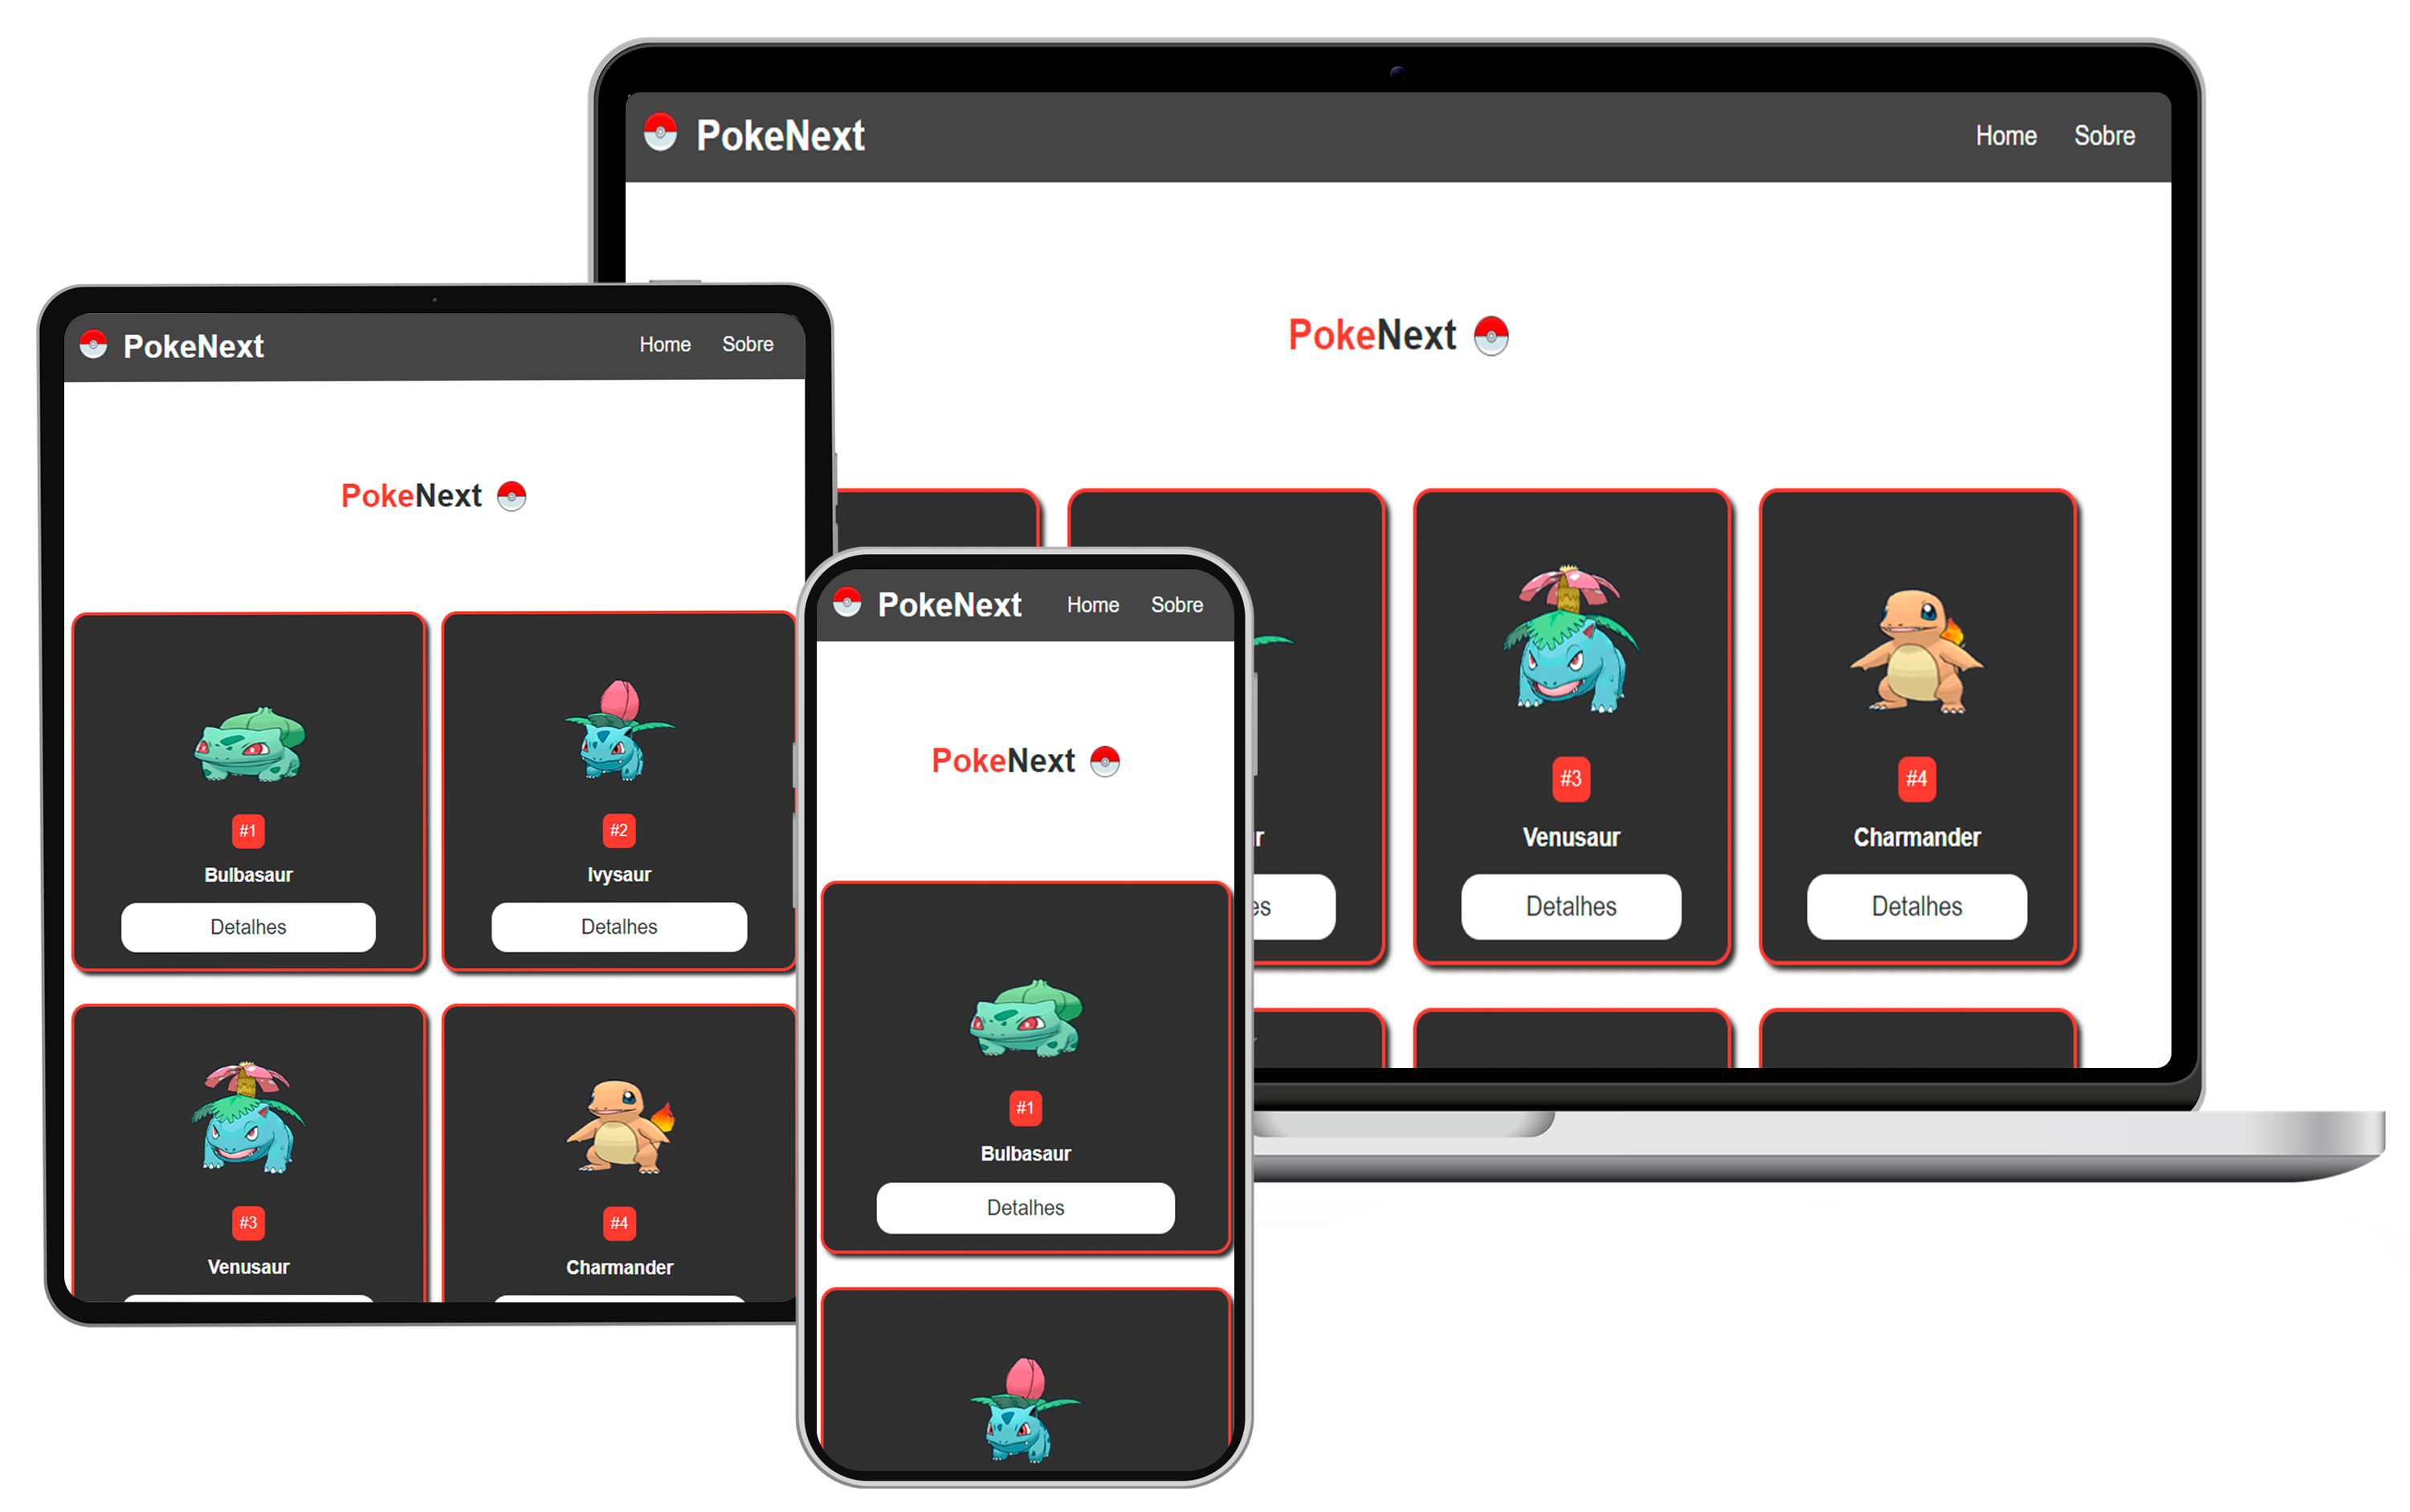 PokeNext Home Sobre
PokeNext
#3 #4
Venusaur Charmander
Detalhes Detalhes
PokeNext Home Sobre
PokeNext
#1 #2
Bulbasaur Ivysaur
Detalhes Detalhes
#3 #4
Venusaur Charmander
PokeNext Home Sobre
PokeNext
#1
Bulbasaur
Detalhes